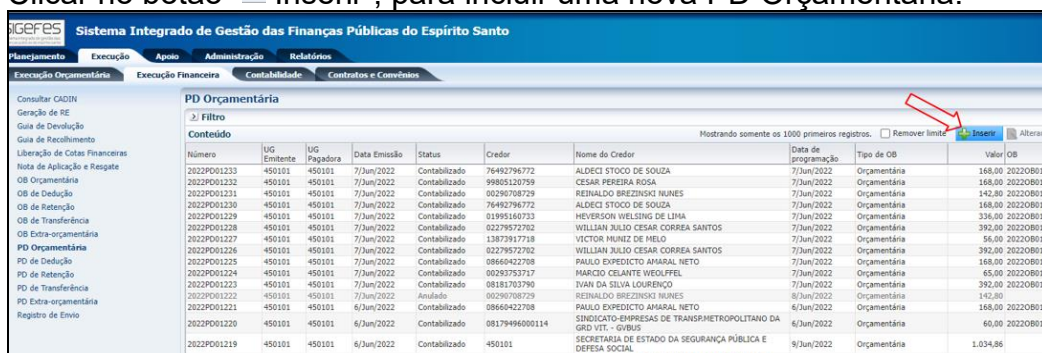 Clicar no botão "Inserir", para incluir uma nova PD Orçamentária.
SIGEFES Sistema Integrado de Gestão das Finanças Públicas do Espírito Santo
Planejamento Execução Apoio Administração Relatórios
Execução Orçamentária Execução Financeira Contabilidade Contratos e Convênios
Consultar CADIN
Geração de RE
Guia de Devolução
Guia de Recolhimento
Liberação de Cotas Financeiras
Nota de Aplicação e Resgate
OB Orçamentária
OB de Dedução
OB de Retenção
OB de Transferência
OB Extra-orçamentária
PD Orçamentária
PD de Dedução
PD de Retenção
PD de Transferência
PD Extra-orçamentária
Registro de Envio
PD Orçamentária
Filtro
Conteúdo Mostrando somente os 1000 primeiros registros. Remover limite Inserir Altera
Número UG Emitente UG Pagadora Data Emissão Status Credor Nome do Credor Data de programação Tipo de OB Valor OB
2022PD01233 450101 450101 7/Jun/2022 Contabilizado 76492796772 ALDECI STOCO DE SOUZA 7/Jun/2022 Orçamentária 168,00 2022OB01
2022PD01232 450101 450101 7/Jun/2022 Contabilizado 99805120759 CESAR PEREIRA ROSA 7/Jun/2022 Orçamentária 168,00 2022OB01
2022PD01231 450101 450101 7/Jun/2022 Contabilizado 00290708729 REINALDO BREZINSKI NUNES 7/Jun/2022 Orçamentária 142,80 2022OB01
2022PD01230 450101 450101 7/Jun/2022 Contabilizado 76492796772 ALDECI STOCO DE SOUZA 7/Jun/2022 Orçamentária 168,00 2022OB01
2022PD01229 450101 450101 7/Jun/2022 Contabilizado 01995160733 HEVERSON WELSING DE LIMA 7/Jun/2022 Orçamentária 336,00 2022OB01
2022PD01228 450101 450101 7/Jun/2022 Contabilizado 02279572702 WILLIAN JULIO CESAR CORREA SANTOS 7/Jun/2022 Orçamentária 392,00 2022OB01
2022PD01227 450101 450101 7/Jun/2022 Contabilizado 13873917718 VICTOR MUNIZ DE MELO 7/Jun/2022 Orçamentária 56,00 2022OB01
2022PD01226 450101 450101 7/Jun/2022 Contabilizado 02279572702 WILLIAN JULIO CESAR CORREA SANTOS 7/Jun/2022 Orçamentária 392,00 2022OB01
2022PD01225 450101 450101 7/Jun/2022 Contabilizado 08660422708 PAULO EXPEDICTO AMARAL NETO 7/Jun/2022 Orçamentária 168,00 2022OB01
2022PD01224 450101 450101 7/Jun/2022 Contabilizado 00293753717 MARCIO CELANTE WEOLFFEL 7/Jun/2022 Orçamentária 65,00 2022OB01
2022PD01223 450101 450101 7/Jun/2022 Contabilizado 08181703790 IVAN DA SILVA LOURENÇO 7/Jun/2022 Orçamentária 392,00 2022OB01
2022PD01222 450101 450101 7/Jun/2022 Anulado 00290708729 REINALDO BREZINSKI NUNES 8/Jun/2022 Orçamentária 142,80
2022PD01221 450101 450101 6/Jun/2022 Contabilizado 08660422708 PAULO EXPEDICTO AMARAL NETO 6/Jun/2022 Orçamentária 168,00 2022OB01
2022PD01220 450101 450101 6/Jun/2022 Contabilizado 08179496000114 SINDICATO-EMPRESAS DE TRANSP.METROPOLITANO DA GRD VIT. - GVBUS 6/Jun/2022 Orçamentária 60,00 2022OB01
2022PD01219 450101 450101 6/Jun/2022 Contabilizado 450101 SECRETARIA DE ESTADO DA SEGURANÇA PÚBLICA E DEFESA SOCIAL 9/Jun/2022 Orçamentária 1.034,86